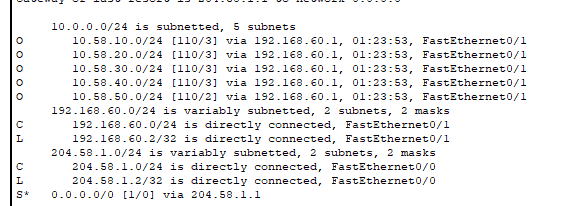 10.0.0.0/24 is subnetted, 5 subnets
O 10.58.10.0/24 [110/3] via 192.168.60.1, 01:23:53, FastEthernet0/1
O 10.58.20.0/24 [110/3] via 192.168.60.1, 01:23:53, FastEthernet0/1
O 10.58.30.0/24 [110/3] via 192.168.60.1, 01:23:53, FastEthernet0/1
O 10.58.40.0/24 [110/3] via 192.168.60.1, 01:23:53, FastEthernet0/1
O 10.58.50.0/24 [110/2] via 192.168.60.1, 01:23:53, FastEthernet0/1
192.168.60.0/24 is variably subnetted, 2 subnets, 2 masks
C 192.168.60.0/24 is directly connected, FastEthernet0/1
L 192.168.60.2/32 is directly connected, FastEthernet0/1
204.58.1.0/24 is variably subnetted, 2 subnets, 2 masks
C 204.58.1.0/24 is directly connected, FastEthernet0/0
L 204.58.1.2/32 is directly connected, FastEthernet0/0
S* 0.0.0.0/0 [1/0] via 204.58.1.1